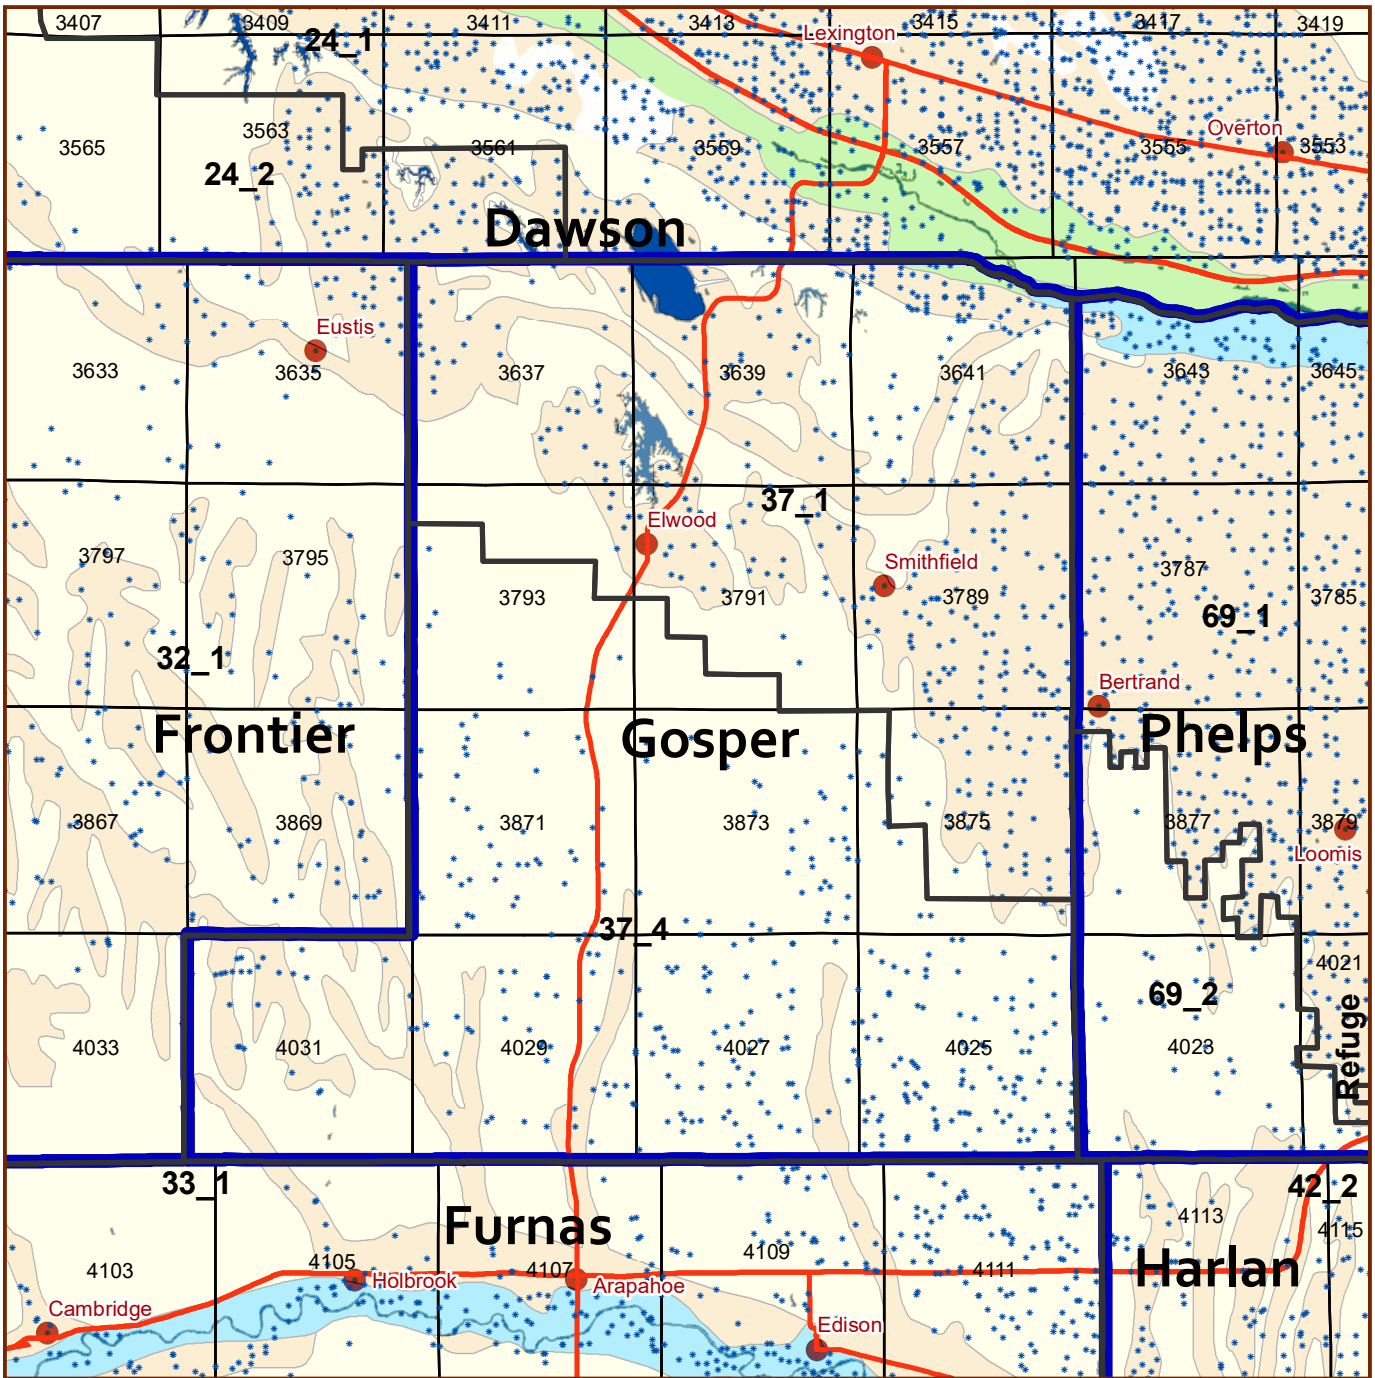 3407 3409 3411 3413 3415 3417 3419
24_1
Lexington
Overton
3565 3563 3561 3559 3557 3555 3553
24_2
Dawson
Eustis
3633 3635 3637 3639 3641 3643 3645
37_1
Elwood
Smithfield
3797 3795 3793 3791 3789 3787 3785
69_1
32_1
Bertrand
Frontier Gosper Phelps
3867 3869 3871 3873 3875 3877 3879
Loomis
37_4
4021
69_2
Refuge
4033 4031 4029 4027 4025 4023
33_1 42_2
Furnas
4113 4115
Harlan
4103 4105 4107 4109 4111
Holbrook Arapahoe
Cambridge Edison